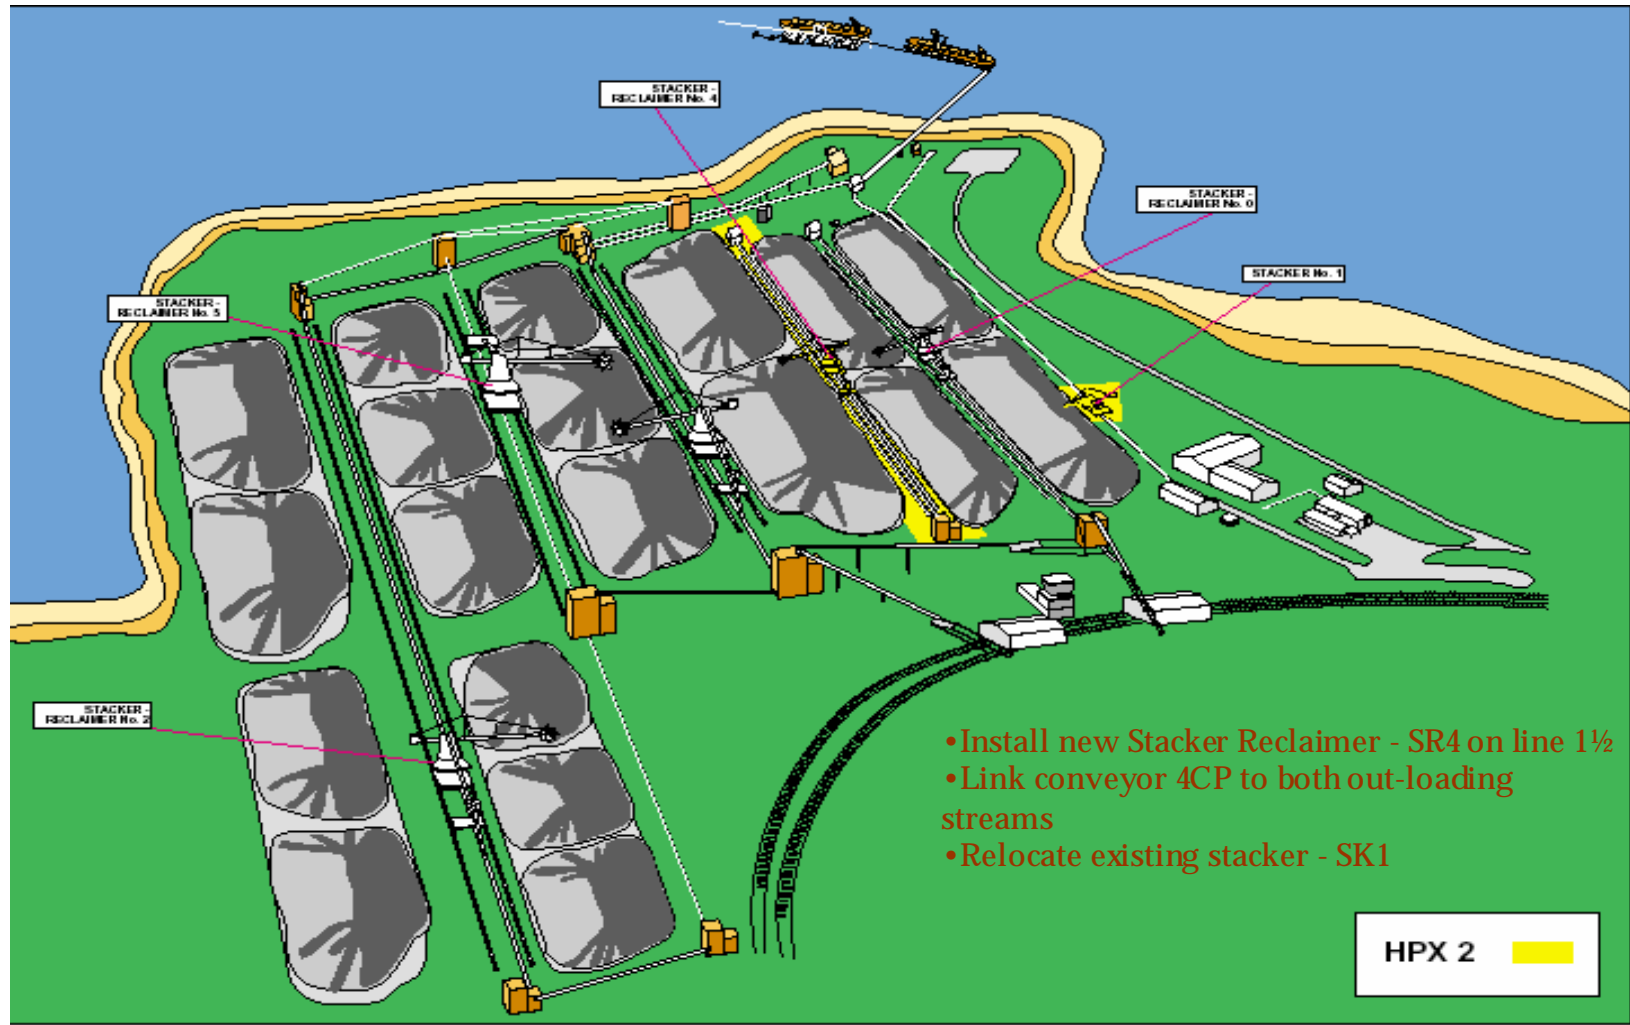 STACKER -
RECLAIMER No. 4
STACKER -
RECLAIMER No. 0
STACKER No. 1
STACKER -
RECLAIMER No. 3
STACKER -
RECLAIMER No. 2
•Install new Stacker Reclaimer - SR4 on line 1½
•Link conveyor 4CP to both out-loading
streams
•Relocate existing stacker - SK1
HPX 2